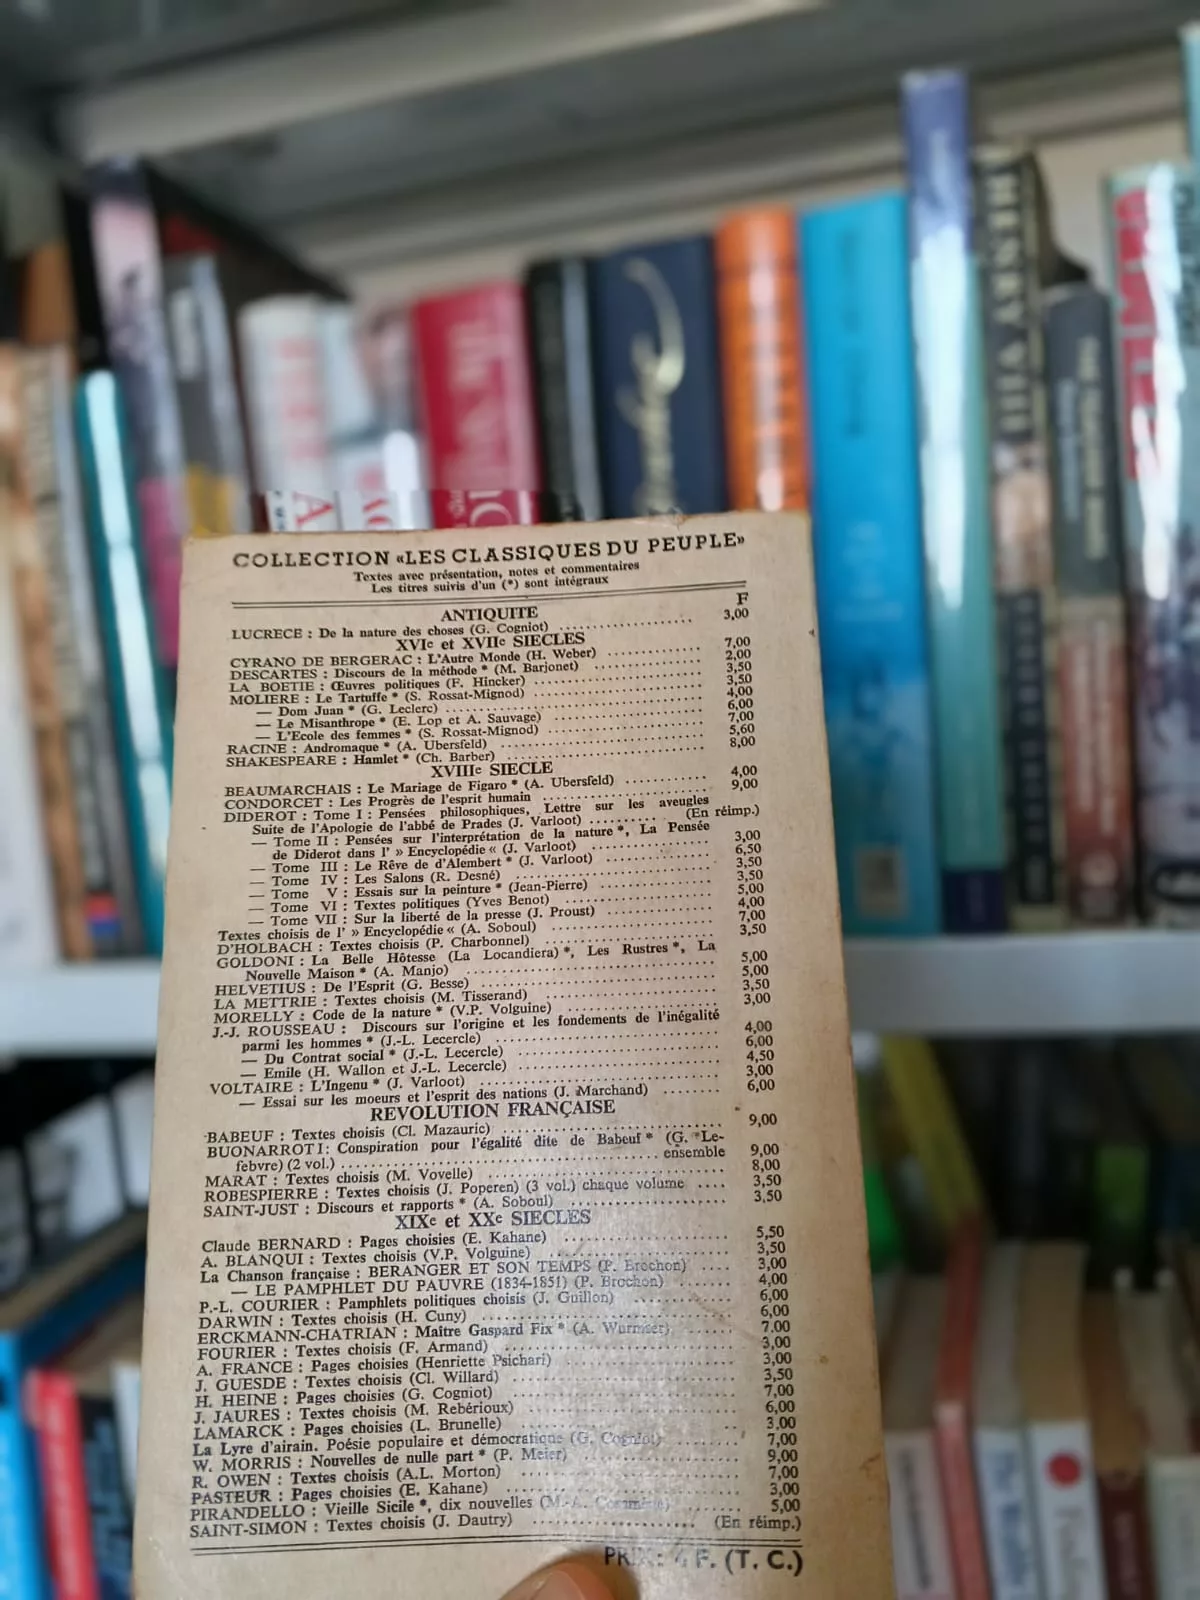 HENRY VIII
COLLECTION «LES CLASSIQUES DU PEUPLE»
Textes avec présentation, notes et commentaires
Les titres suivis d'un (*) sont intégraux
F
ANTIQUITE
LUCRECE : De la nature des choses (G. Cogniot) 3,00
XVIe et XVIIe SIECLES
CYRANO DE BERGERAC : L'Autre Monde (H. Weber) 7,00
DESCARTES : Discours de la méthode * (M. Barjonet) 2,00
LA BOETIE : Œuvres politiques (F. Hincker) 3,50
MOLIERE : Le Tartuffe * (S. Rossat-Mignod) 3,50
— Dom Juan * (G. Leclerc) 4,00
— Le Misanthrope * (E. Lop et A. Sauvage) 6,00
— L'Ecole des femmes * (S. Rossat-Mignod) 7,00
RACINE : Andromaque * (A. Ubersfeld) 5,60
SHAKESPEARE : Hamlet * (Ch. Barber) 8,00
XVIIIe SIECLE
BEAUMARCHAIS : Le Mariage de Figaro * (A. Ubersfeld) 4,00
CONDORCET : Les Progrès de l'esprit humain 9,00
DIDEROT : Tome I : Pensées philosophiques, Lettre sur les aveugles
Suite de l'Apologie de l'abbé de Prades (J. Varloot) (En réimp.)
— Tome II : Pensées sur l'interprétation de la nature *, La Pensée
de Diderot dans l' » Encyclopédie « (J. Varloot) 3,00
— Tome III : Le Rêve de d'Alembert * (J. Varloot) 6,50
— Tome IV : Les Salons (R. Desné) 3,50
— Tome V : Essais sur la peinture * (Jean-Pierre) 3,50
— Tome VI : Textes politiques (Yves Benot) 5,00
— Tome VII : Sur la liberté de la presse (J. Proust) 4,00
Textes choisis de l' » Encyclopédie « (A. Soboul) 7,00
D'HOLBACH : Textes choisis (P. Charbonnel) 3,50
GOLDONI : La Belle Hôtesse (La Locandiera) *, Les Rustres *, La
Nouvelle Maison * (A. Manjo) 5,00
HELVETIUS : De l'Esprit (G. Besse) 5,00
LA METTRIE : Textes choisis (M. Tisserand) 3,50
MORELLY : Code de la nature * (V.P. Volguine) 3,00
J.-J. ROUSSEAU : Discours sur l'origine et les fondements de l'inégalité
parmi les hommes * (J.-L. Lecercle) 4,00
— Du Contrat social * (J.-L. Lecercle) 6,00
— Emile (H. Wallon et J.-L. Lecercle) 4,50
VOLTAIRE : L'Ingenu * (J. Varloot) 3,00
— Essai sur les moeurs et l'esprit des nations (J. Marchand) 6,00
REVOLUTION FRANÇAISE
BABEUF : Textes choisis (Cl. Mazauric) 9,00
BUONARROTI : Conspiration pour l'égalité dite de Babeuf * (G. Le-
febvre) (2 vol.) ensemble 9,00
MARAT : Textes choisis (M. Vovelle) 8,00
ROBESPIERRE : Textes choisis (J. Poperen) (3 vol.) chaque volume 3,50
SAINT-JUST : Discours et rapports * (A. Soboul) 3,50
XIXe et XXe SIECLES
Claude BERNARD : Pages choisies (E. Kahane) 5,50
A. BLANQUI : Textes choisis (V.P. Volguine) 3,50
La Chanson française : BERANGER ET SON TEMPS (P. Brochon) 3,00
— LE PAMPHLET DU PAUVRE (1834-1851) (P. Brochon) 4,00
P.-L. COURIER : Pamphlets politiques choisis (J. Guillon) 6,00
DARWIN : Textes choisis (H. Cuny) 6,00
ERCKMANN-CHATRIAN : Maître Gaspard Fix * (A. Wurmser) 7,00
FOURIER : Textes choisis (F. Armand) 3,00
A. FRANCE : Pages choisies (Henriette Psichari) 3,00
J. GUESDE : Textes choisis (Cl. Willard) 3,50
H. HEINE : Pages choisies (G. Cogniot) 7,00
J. JAURES : Textes choisis (M. Rebérioux) 6,00
LAMARCK : Pages choisies (L. Brunelle) 3,00
La Lyre d'airain. Poésie populaire et démocratique (G. Cogniot) 7,00
W. MORRIS : Nouvelles de nulle part * (P. Meier) 9,00
R. OWEN : Textes choisis (A.L. Morton) 7,00
PASTEUR : Pages choisies (E. Kahane) 3,00
PIRANDELLO : Vieille Sicile *, dix nouvelles 5,00
SAINT-SIMON : Textes choisis (J. Dautry) (En réimp.)
PRIX : F. (T. C.)